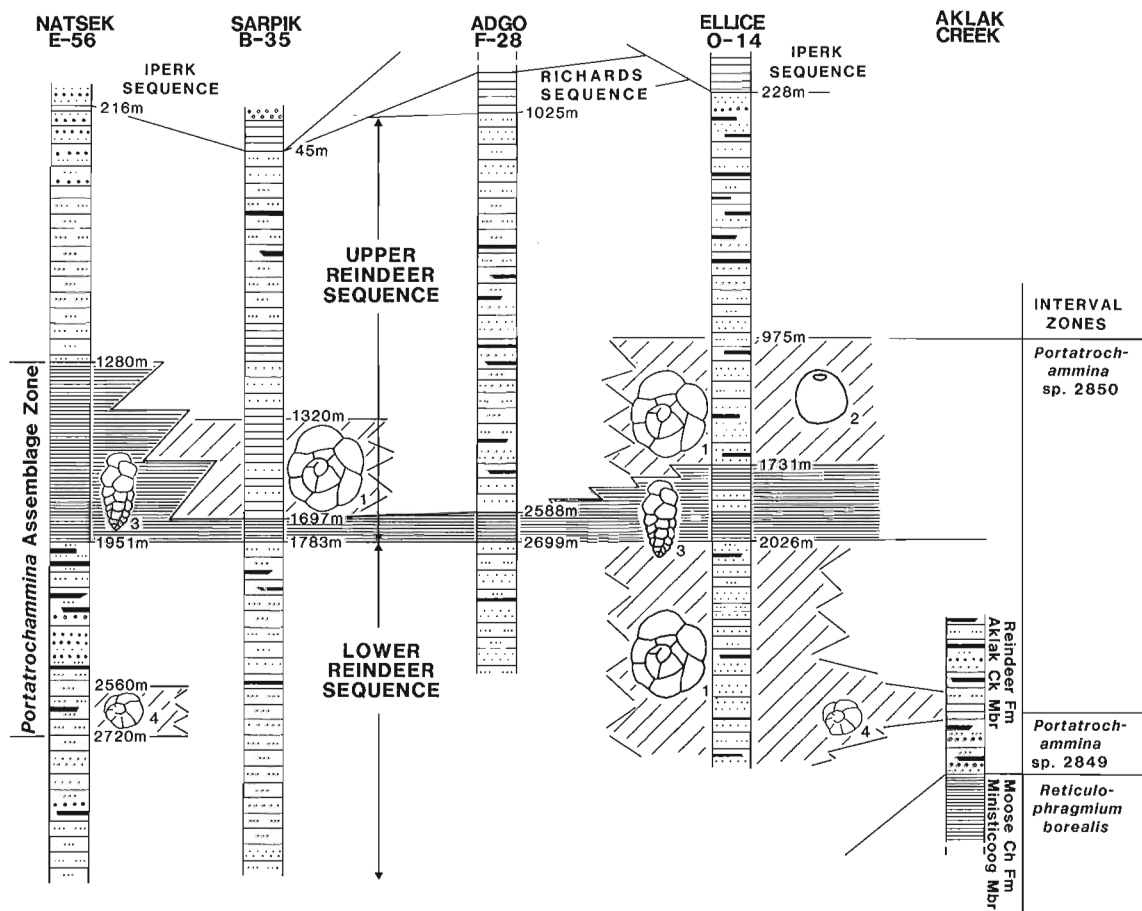 NATSEK
E-56
SARPIK
B-35
ADGO
F-28
ELLICE
O-14
AKLAK
CREEK
IPERK
SEQUENCE
216m
45m
RICHARDS
SEQUENCE
1025m
IPERK
SEQUENCE
228m
UPPER
REINDEER
SEQUENCE
INTERVAL
ZONES
975m
Portatroch-
ammina
sp. 2850
1280m
1320m
1
1
2
1731m
Portatrochammina Assemblage Zone
3
1697m
2588m
3
1951m
1783m
2699m
2026m
LOWER
REINDEER
SEQUENCE
1
2560m
4
2720m
4
Reindeer Fm
Aklak Ck Mbr
Portatroch-
ammina
sp. 2849
Moose Ch Fm
Ministicoog Mbr
Reticulo-
phragmium
borealis